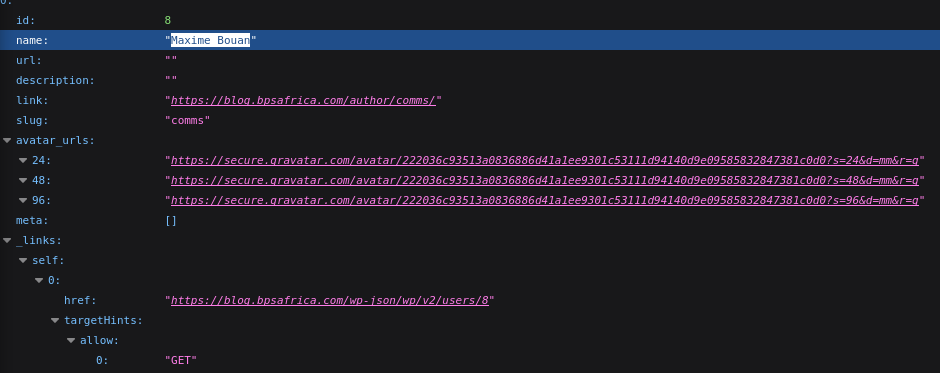 0:
id: 8
name: "Maxime Bouan"
url: ""
description: ""
link: "https://blog.bpsafrica.com/author/comms/"
slug: "comms"
avatar_urls:
24: "https://secure.gravatar.com/avatar/222036c93513a0836886d41a1ee9301c53111d94140d9e09585832847381c0d0?s=24&d=mm&r=g"
48: "https://secure.gravatar.com/avatar/222036c93513a0836886d41a1ee9301c53111d94140d9e09585832847381c0d0?s=48&d=mm&r=g"
96: "https://secure.gravatar.com/avatar/222036c93513a0836886d41a1ee9301c53111d94140d9e09585832847381c0d0?s=96&d=mm&r=g"
meta: []
_links:
self:
0:
href: "https://blog.bpsafrica.com/wp-json/wp/v2/users/8"
targetHints:
allow:
0: "GET"